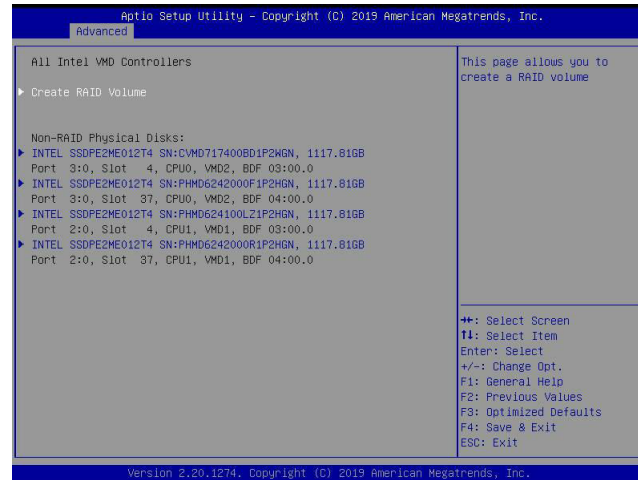 Aptio Setup Utility – Copyright (C) 2019 American Megatrends, Inc.
Advanced
All Intel VMD Controllers
Create RAID Volume
Non-RAID Physical Disks:
INTEL SSDPE2ME012T4 SN:CVMD717400BD1P2WGN, 1117.81GB
Port 3:0, Slot 4, CPU0, VMD2, BDF 03:00.0
INTEL SSDPE2ME012T4 SN:PHMD6242000F1P2HGN, 1117.81GB
Port 3:0, Slot 37, CPU0, VMD2, BDF 04:00.0
INTEL SSDPE2ME012T4 SN:PHMD624100LZ1P2HGN, 1117.81GB
Port 2:0, Slot 4, CPU1, VMD1, BDF 03:00.0
INTEL SSDPE2ME012T4 SN:PHMD6242000R1P2HGN, 1117.81GB
Port 2:0, Slot 37, CPU1, VMD1, BDF 04:00.0
This page allows you to
create a RAID volume
→←: Select Screen
↑↓: Select Item
Enter: Select
+/-: Change Opt.
F1: General Help
F2: Previous Values
F3: Optimized Defaults
F4: Save & Exit
ESC: Exit
Version 2.20.1274. Copyright (C) 2019 American Megatrends, Inc.